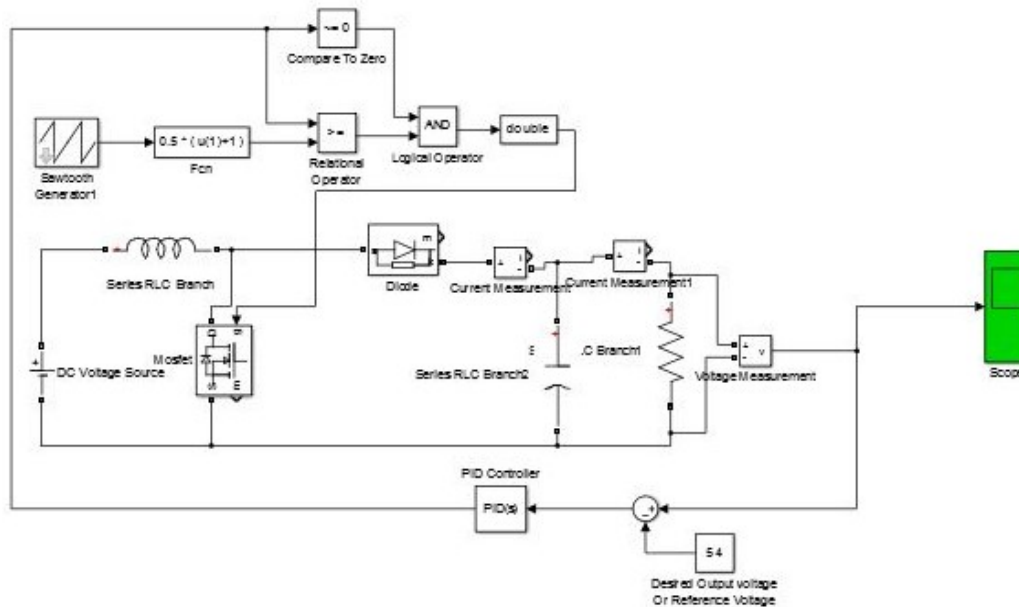 ~= 0
Compare To Zero
0.5 * ( u(1)+1 )
Fcn
Sawtooth
Generator1
>=
Relational
Operator
AND
Logical Operator
double
Series RLC Branch
m
Diode
+
i
-
Current Measurement
+
i
-
Current Measurement1
Mosfet
g
D
S
m
+
DC Voltage Source
S
.C Branch1
Series RLC Branch2
+
-
v
Voltage Measurement
Scop
PID Controller
PID(s)
-+
54
Desired Output voltage
Or Reference Voltage